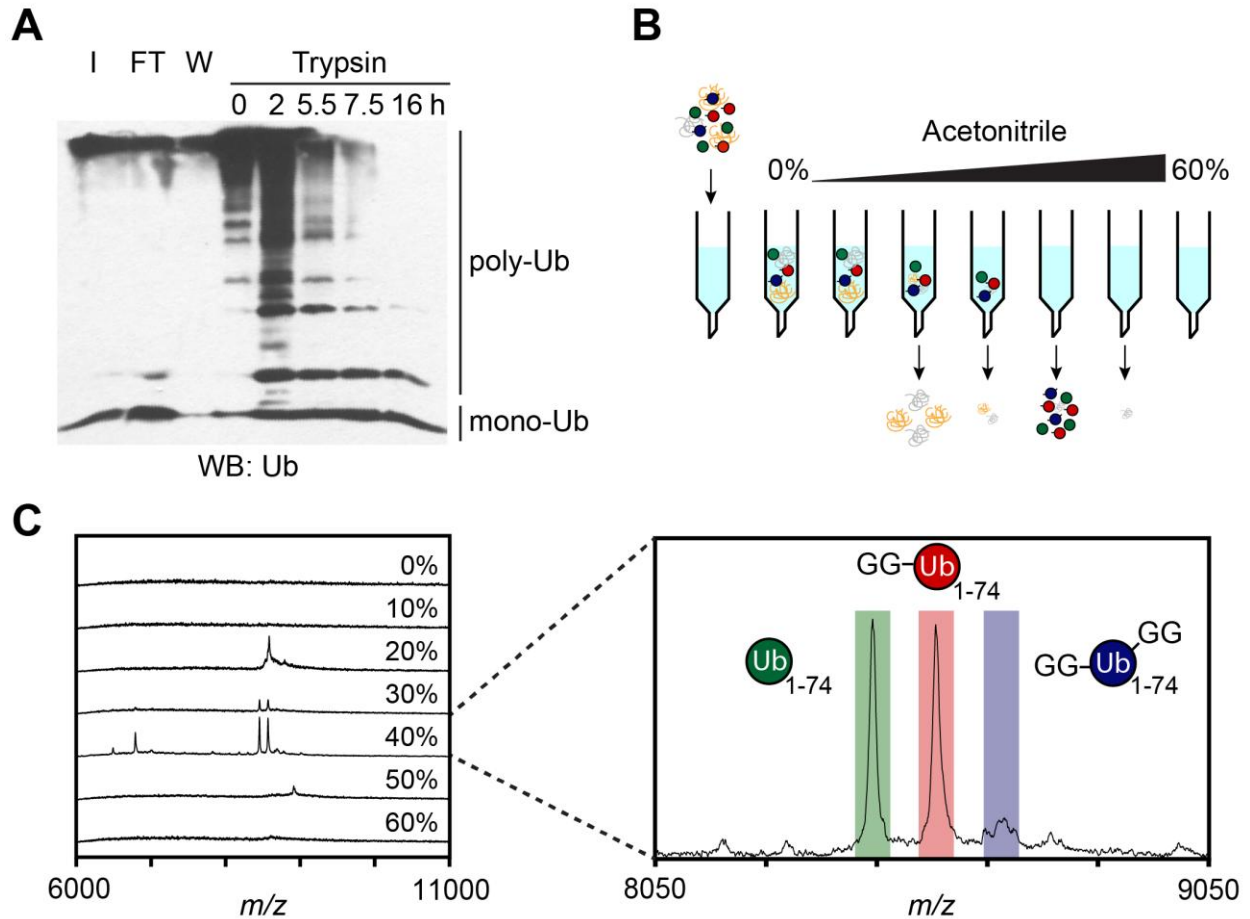 A
I FT W Trypsin
0 2 5.5 7.5 16 h
poly-Ub
mono-Ub
WB: Ub
B
Acetonitrile
0% 60%
C
0%
10%
20%
30%
40%
50%
60%
6000 11000
m/z
GG-Ub1-74
Ub1-74
GG
GG-Ub1-74
8050 9050
m/z